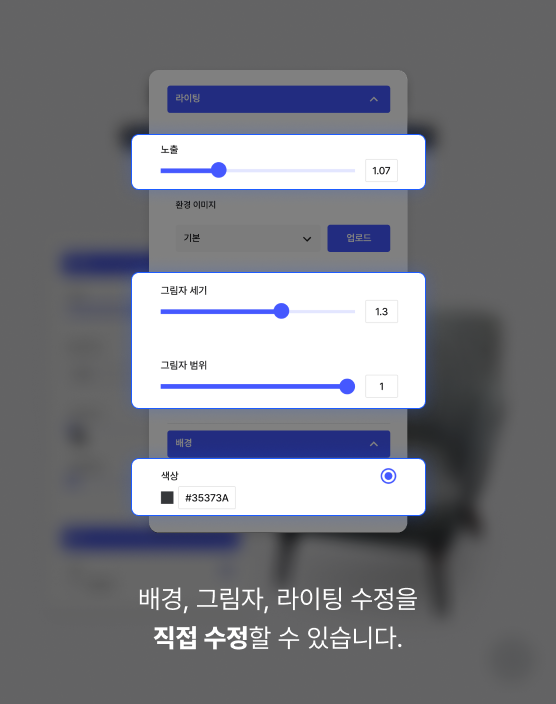 라이팅
노출
1.07
환경 이미지
기본
업로드
그림자 세기
1.3
그림자 범위
1
배경
색상
#35373A
배경, 그림자, 라이팅 수정을
직접 수정할 수 있습니다.